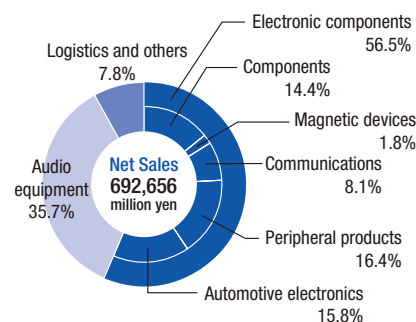 Electronic components
56.5%
Logistics and others
7.8%
Components
14.4%
Magnetic devices
1.8%
Communications
8.1%
Audio
equipment
35.7%
Net Sales
692,656
million yen
Peripheral products
16.4%
Automotive electronics
15.8%